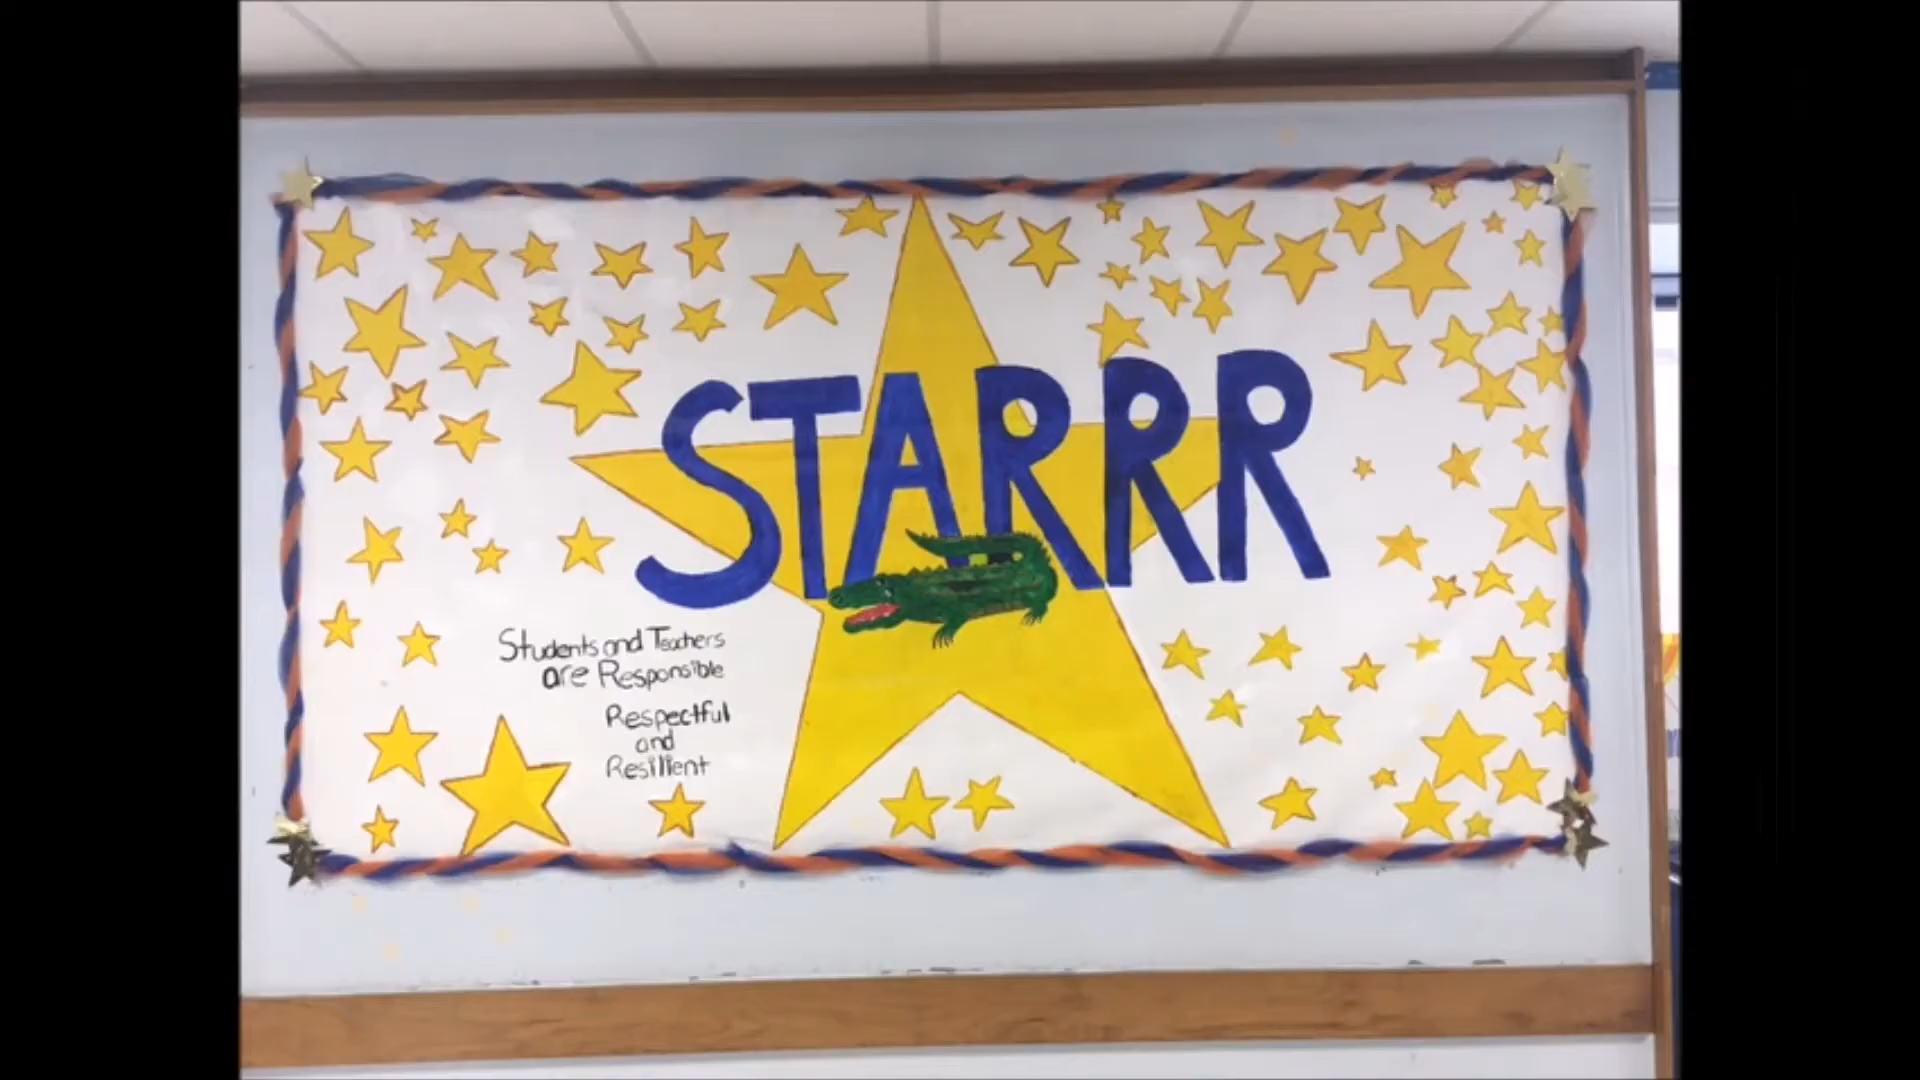 STARRR
Students and Teachers
are Responsible
Respectful
and
Resilient